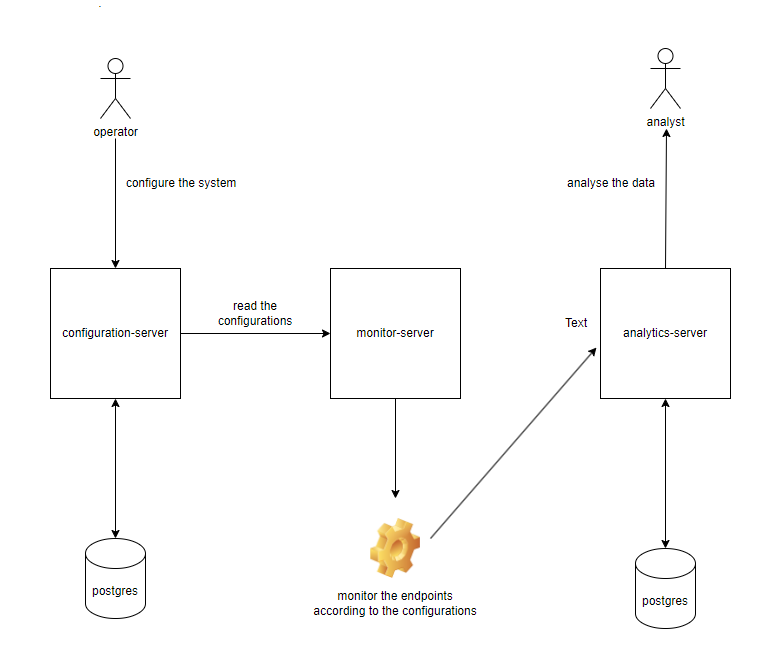 operator
analyst
configure the system
analyse the data
read the
configurations
configuration-server
monitor-server
Text
analytics-server
postgres
monitor the endpoints
according to the configurations
postgres